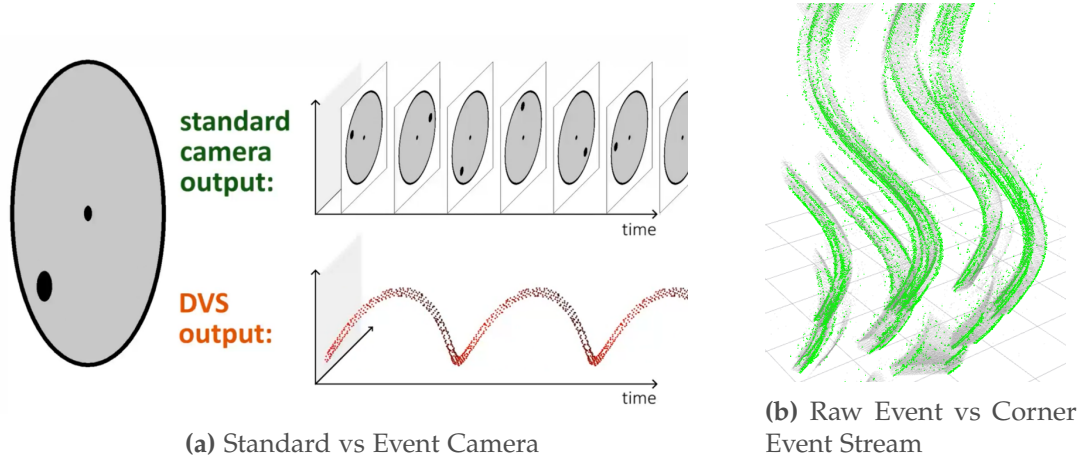 standard
camera
output:
time
DVS
output:
time
(a) Standard vs Event Camera
(b) Raw Event vs Corner
Event Stream